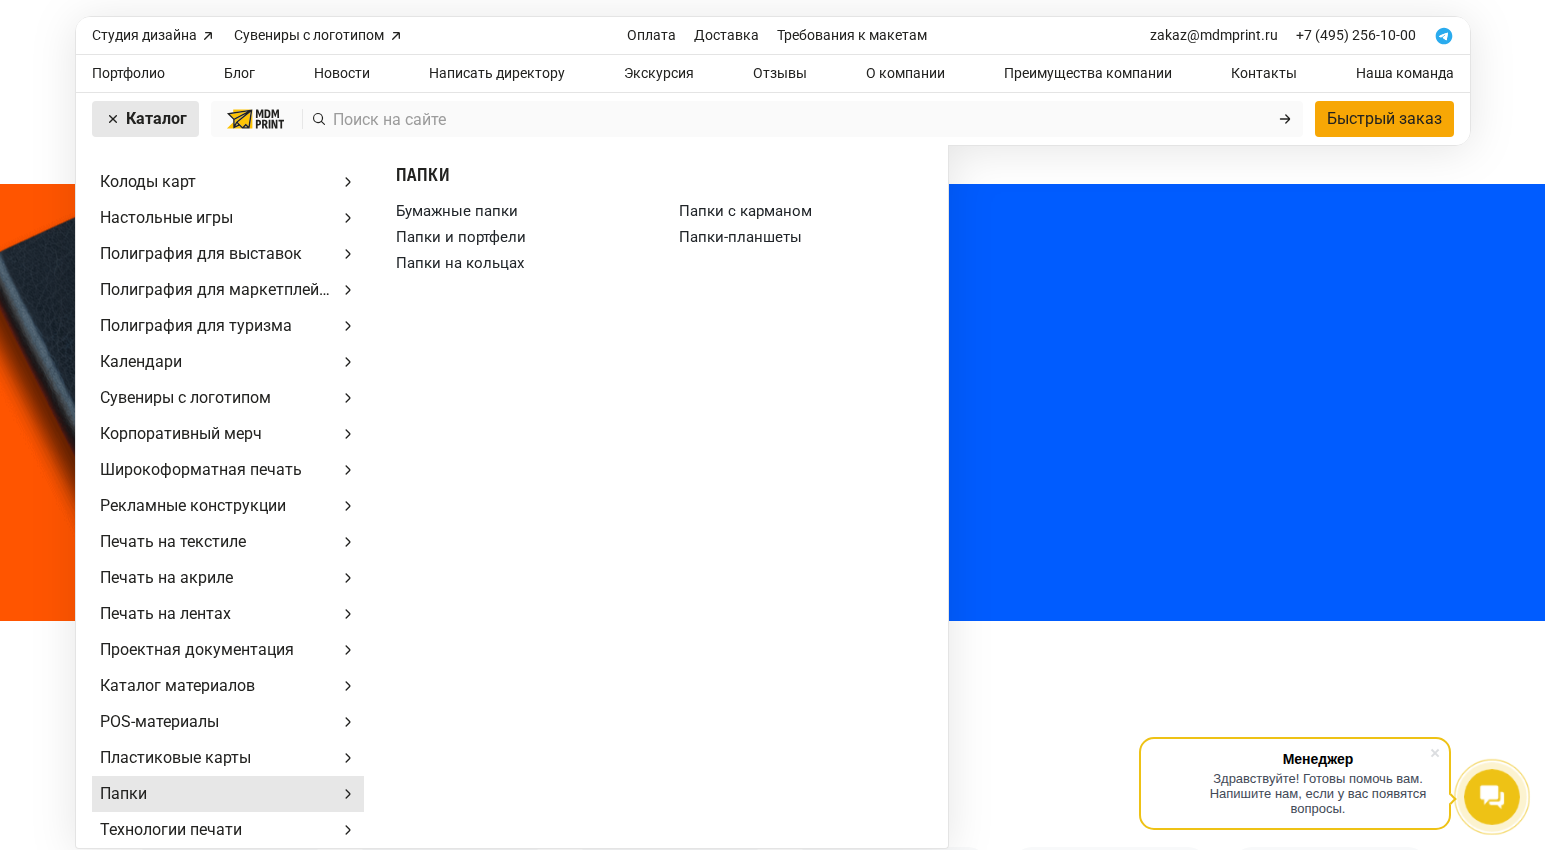 Студия дизайна Сувениры с логотипом Оплата Доставка Требования к макетам zakaz@mdmprint.ru +7 (495) 256-10-00
Портфолио Блог Новости Написать директору Экскурсия Отзывы О компании Преимущества компании Контакты Наша команда
Каталог MDM PRINT Поиск на сайте Быстрый заказ
Колоды карт
Настольные игры
Полиграфия для выставок
Полиграфия для маркетплей...
Полиграфия для туризма
Календари
Сувениры с логотипом
Корпоративный мерч
Широкоформатная печать
Рекламные конструкции
Печать на текстиле
Печать на акриле
Печать на лентах
Проектная документация
Каталог материалов
POS-материалы
Пластиковые карты
Папки
Технологии печати
ПАПКИ
Бумажные папки
Папки и портфели
Папки на кольцах
Папки с карманом
Папки-планшеты
Менеджер
Здравствуйте! Готовы помочь вам.
Напишите нам, если у вас появятся
вопросы.